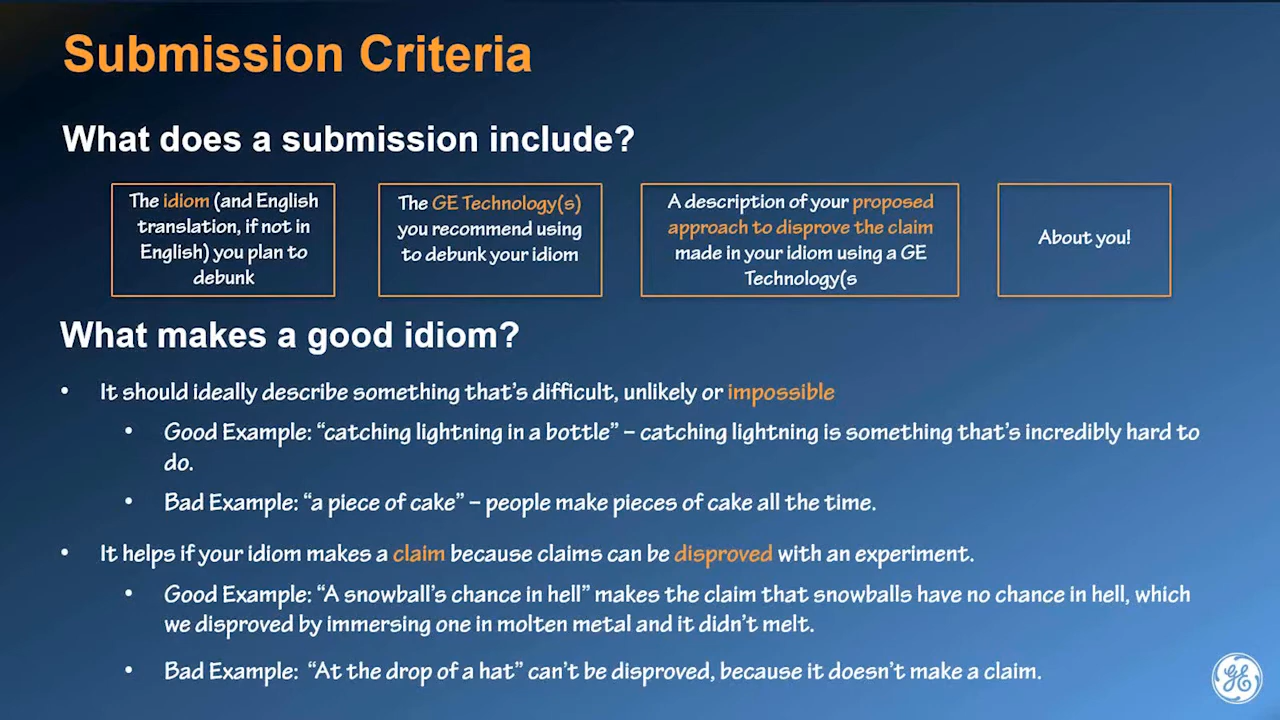 Submission Criteria
What does a submission include?
The idiom (and English
translation, if not in
English) you plan to
debunk
The GE Technology(s)
you recommend using
to debunk your idiom
A description of your proposed
approach to disprove the claim
made in your idiom using a GE
Technology(s
About you!
What makes a good idiom?
• It should ideally describe something that's difficult, unlikely or impossible
• Good Example: “catching lightning in a bottle” – catching lightning is something that's incredibly hard to
do.
• Bad Example: “a piece of cake” – people make pieces of cake all the time.
• It helps if your idiom makes a claim because claims can be disproved with an experiment.
• Good Example: “A snowball's chance in hell” makes the claim that snowballs have no chance in hell, which
we disproved by immersing one in molten metal and it didn't melt.
• Bad Example: “At the drop of a hat” can't be disproved, because it doesn't make a claim.
GE